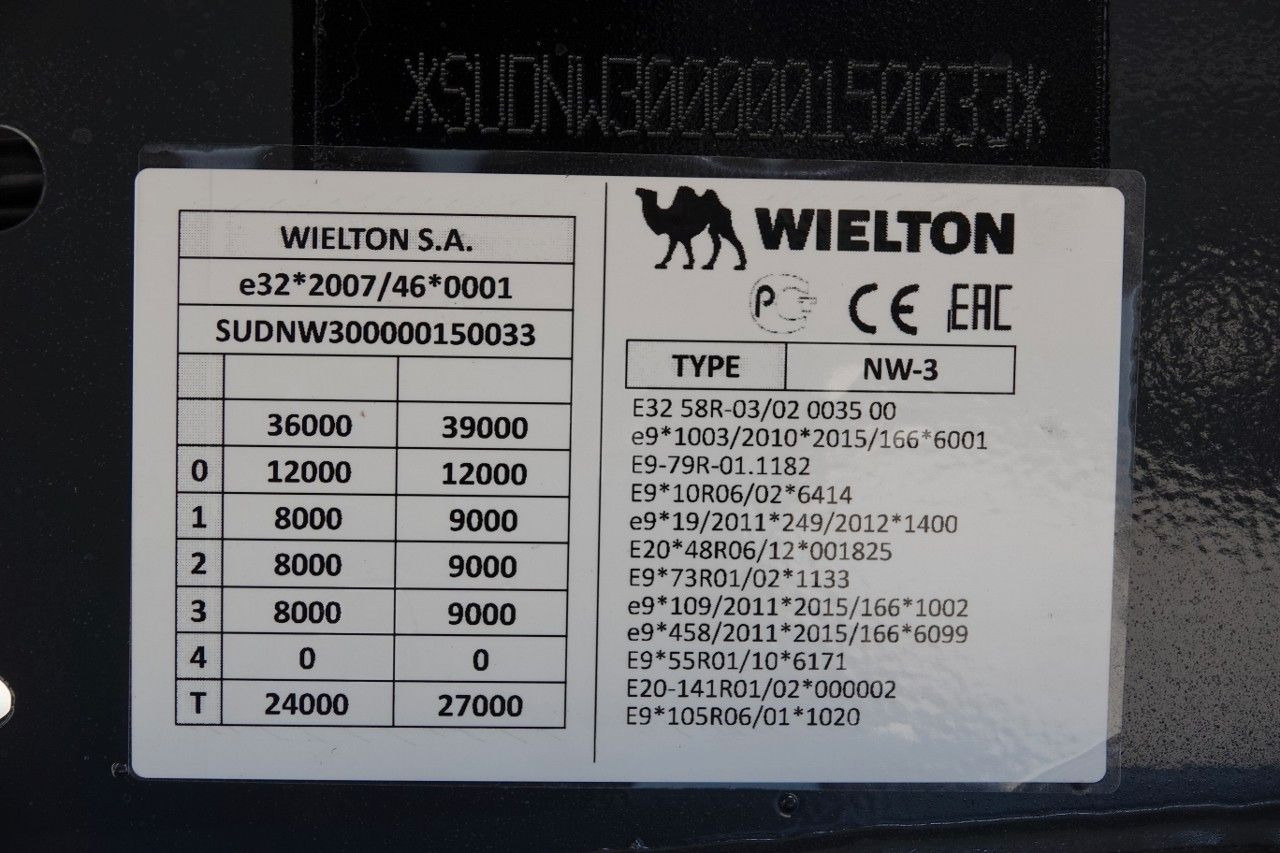 *SUDNW300000150033*
WIELTON S.A.
e32*2007/46*0001
SUDNW300000150033
36000 39000
0 12000 12000
1 8000 9000
2 8000 9000
3 8000 9000
4 0 0
T 24000 27000
WIELTON
PC CE EAC
TYPE NW-3
E32 58R-03/02 0035 00
e9*1003/2010*2015/166*6001
E9-79R-01.1182
E9*10R06/02*6414
e9*19/2011*249/2012*1400
E20*48R06/12*001825
E9*73R01/02*1133
e9*109/2011*2015/166*1002
e9*458/2011*2015/166*6099
E9*55R01/10*6171
E20-141R01/02*000002
E9*105R06/01*1020